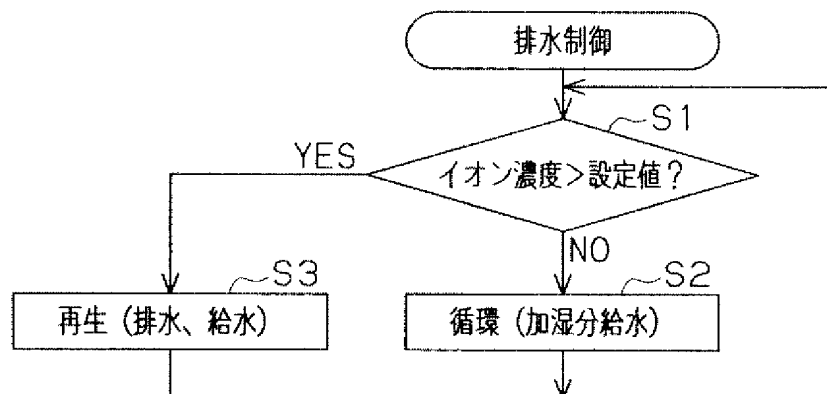 排水制御
S1
YES
イオン濃度>設定値?
NO
S3
S2
再生(排水、給水)
循環(加湿分給水)